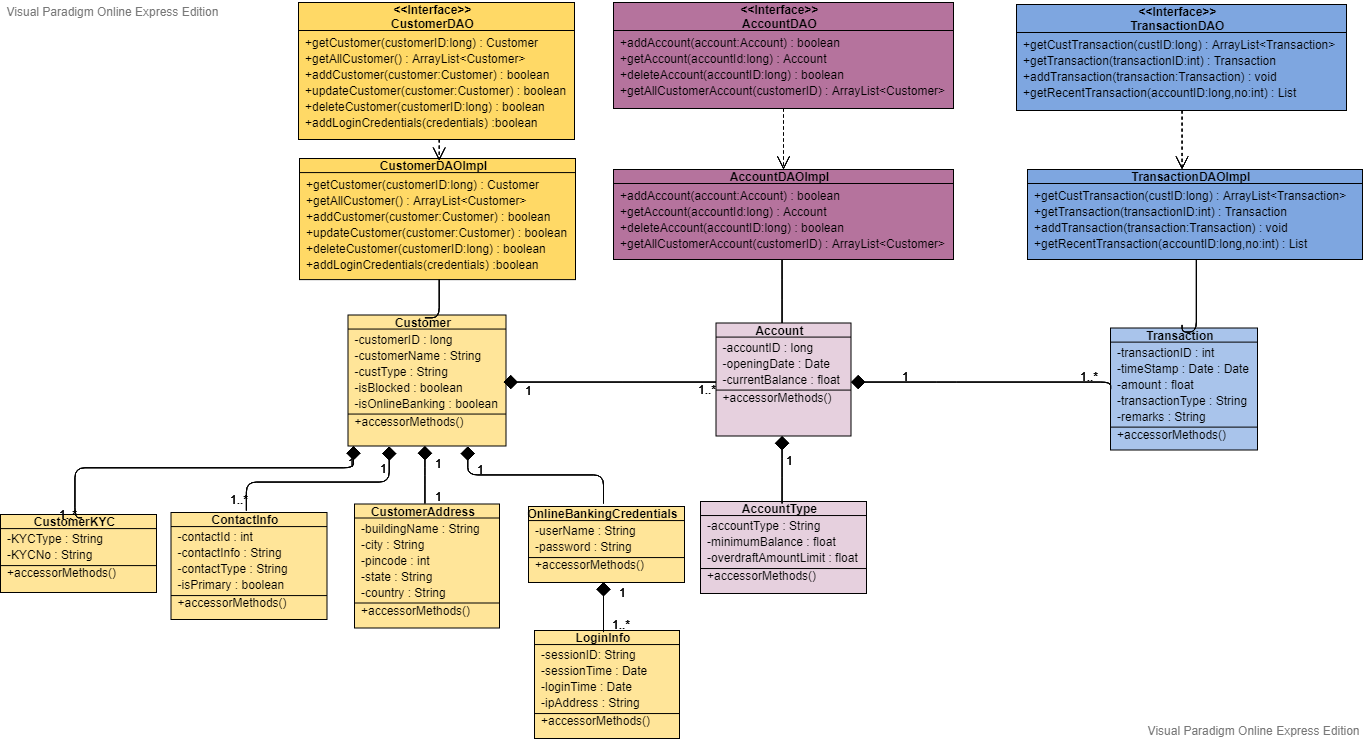 Visual Paradigm Online Express Edition
<<Interface>>
CustomerDAO
+getCustomer(customerID:long) : Customer
+getAllCustomer() : ArrayList<Customer>
+addCustomer(customer:Customer) : boolean
+updateCustomer(customer:Customer) : boolean
+deleteCustomer(customerID:long) : boolean
+addLoginCredentials(credentials) :boolean
<<Interface>>
AccountDAO
+addAccount(account:Account) : boolean
+getAccount(accountId:long) : Account
+deleteAccount(accountID:long) : boolean
+getAllCustomerAccount(customerID) : ArrayList<Customer>
<<Interface>>
TransactionDAO
+getCustTransaction(custID:long) : ArrayList<Transaction>
+getTransaction(transactionID:int) : Transaction
+addTransaction(transaction:Transaction) : void
+getRecentTransaction(accountID:long,no:int) : List
CustomerDAOImpl
+getCustomer(customerID:long) : Customer
+getAllCustomer() : ArrayList<Customer>
+addCustomer(customer:Customer) : boolean
+updateCustomer(customer:Customer) : boolean
+deleteCustomer(customerID:long) : boolean
+addLoginCredentials(credentials) :boolean
AccountDAOImpl
+addAccount(account:Account) : boolean
+getAccount(accountId:long) : Account
+deleteAccount(accountID:long) : boolean
+getAllCustomerAccount(customerID) : ArrayList<Customer>
TransactionDAOImpl
+getCustTransaction(custID:long) : ArrayList<Transaction>
+getTransaction(transactionID:int) : Transaction
+addTransaction(transaction:Transaction) : void
+getRecentTransaction(accountID:long,no:int) : List
Customer
-customerID : long
-customerName : String
-custType : String
-isBlocked : boolean
-isOnlineBanking : boolean
+accessorMethods()
1
1..*
Account
-accountID : long
-openingDate : Date
-currentBalance : float
+accessorMethods()
1
1..*
Transaction
-transactionID : int
-timeStamp : Date : Date
-amount : float
-transactionType : String
-remarks : String
+accessorMethods()
1
1
1
1
1
1..*
1..*
1
CustomerKYC
-KYCType : String
-KYCNo : String
+accessorMethods()
ContactInfo
-contactId : int
-contactInfo : String
-contactType : String
-isPrimary : boolean
+accessorMethods()
CustomerAddress
-buildingName : String
-city : String
-pincode : int
-state : String
-country : String
+accessorMethods()
OnlineBankingCredentials
-userName : String
-password : String
+accessorMethods()
AccountType
-accountType : String
-minimumBalance : float
-overdraftAmountLimit : float
+accessorMethods()
1
1..*
LoginInfo
-sessionID: String
-sessionTime : Date
-loginTime : Date
-ipAddress : String
+accessorMethods()
Visual Paradigm Online Express Edition